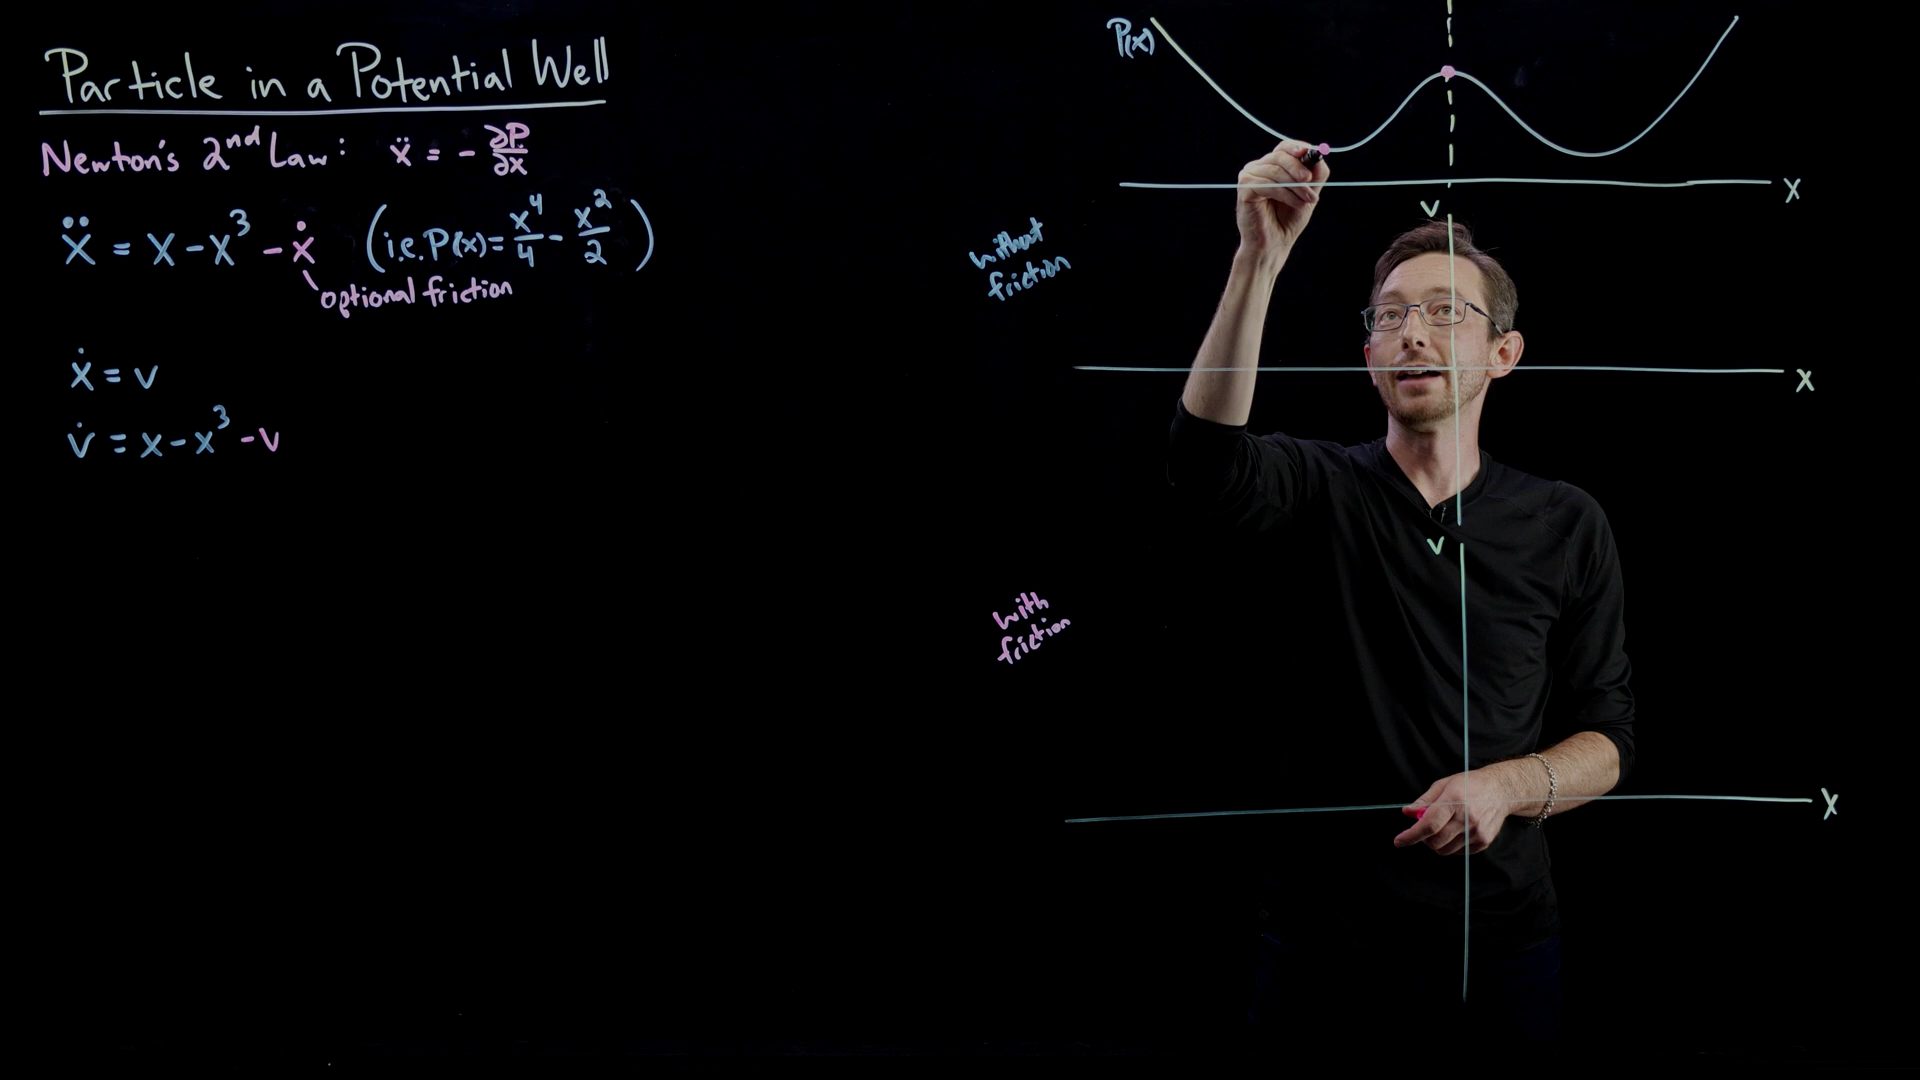 Particle in a Potential Well
Newton's 2nd Law: ẍ = - ∂P/∂x
ẍ = x - x³ - ẋ (i.e. P(x) = x⁴/4 - x²/2)
optional friction
ẋ = v
v̇ = x - x³ - v
P(x)
x
v
without
friction
x
v
with
friction
x